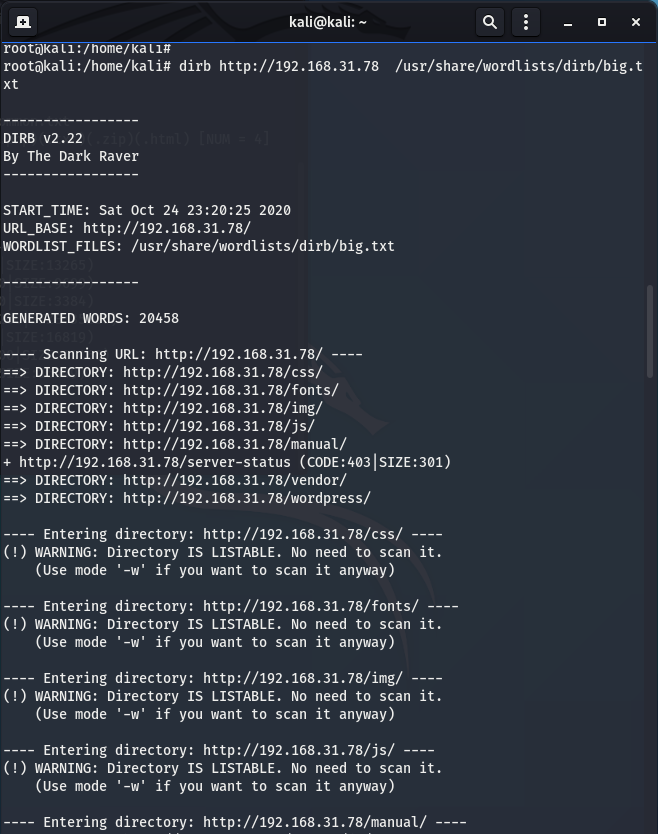 kali@kali: ~
root@kali:/home/kali#
root@kali:/home/kali# dirb http://192.168.31.78  /usr/share/wordlists/dirb/big.t
xt
-----------------
DIRB v2.22
(.zip)(.html) [NUM = 4]
By The Dark Raver
-----------------
START_TIME: Sat Oct 24 23:20:25 2020
URL_BASE: http://192.168.31.78/
WORDLIST_FILES: /usr/share/wordlists/dirb/big.txt
SIZE:13265)
-----------------
|SIZE:3384)
GENERATED WORDS: 20458
SIZE:16819)
---- Scanning URL: http://192.168.31.78/ ----
==> DIRECTORY: http://192.168.31.78/css/
==> DIRECTORY: http://192.168.31.78/fonts/
==> DIRECTORY: http://192.168.31.78/img/
==> DIRECTORY: http://192.168.31.78/js/
==> DIRECTORY: http://192.168.31.78/manual/
+ http://192.168.31.78/server-status (CODE:403|SIZE:301)
==> DIRECTORY: http://192.168.31.78/vendor/
==> DIRECTORY: http://192.168.31.78/wordpress/
---- Entering directory: http://192.168.31.78/css/ ----
(!) WARNING: Directory IS LISTABLE. No need to scan it.
    (Use mode '-w' if you want to scan it anyway)
---- Entering directory: http://192.168.31.78/fonts/ ----
(!) WARNING: Directory IS LISTABLE. No need to scan it.
    (Use mode '-w' if you want to scan it anyway)
---- Entering directory: http://192.168.31.78/img/ ----
(!) WARNING: Directory IS LISTABLE. No need to scan it.
    (Use mode '-w' if you want to scan it anyway)
---- Entering directory: http://192.168.31.78/js/ ----
(!) WARNING: Directory IS LISTABLE. No need to scan it.
    (Use mode '-w' if you want to scan it anyway)
---- Entering directory: http://192.168.31.78/manual/ ----